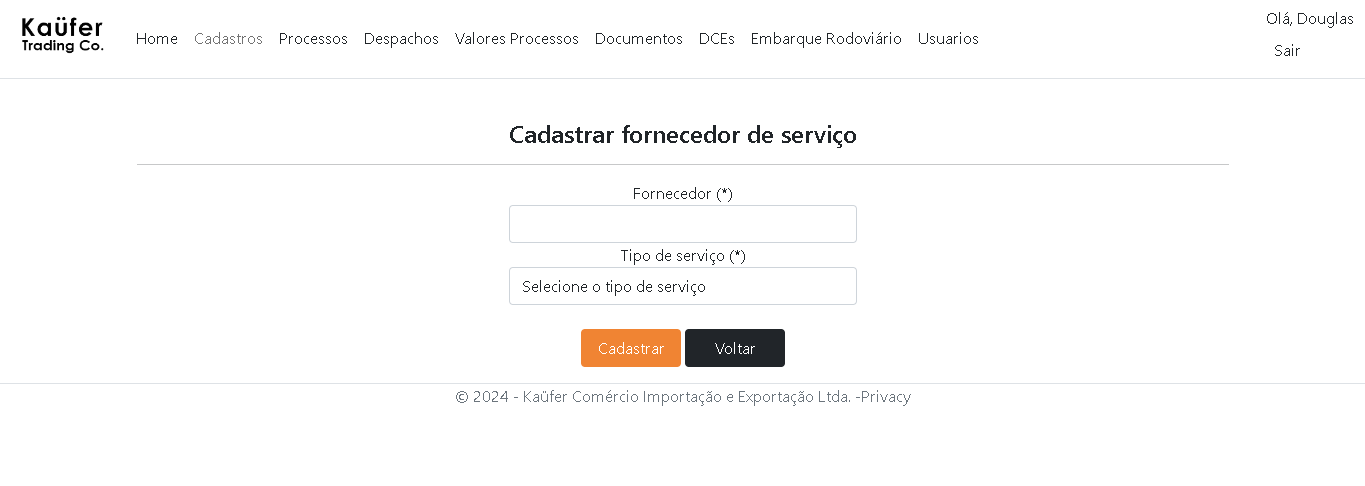 Kaüfer
Trading Co.
Home Cadastros Processos Despachos Valores Processos Documentos DCEs Embarque Rodoviário Usuarios
Olá, Douglas
Sair
Cadastrar fornecedor de serviço
Fornecedor (*)
Tipo de serviço (*)
Selecione o tipo de serviço
Cadastrar Voltar
© 2024 - Kaüfer Comércio Importação e Exportação Ltda. -Privacy